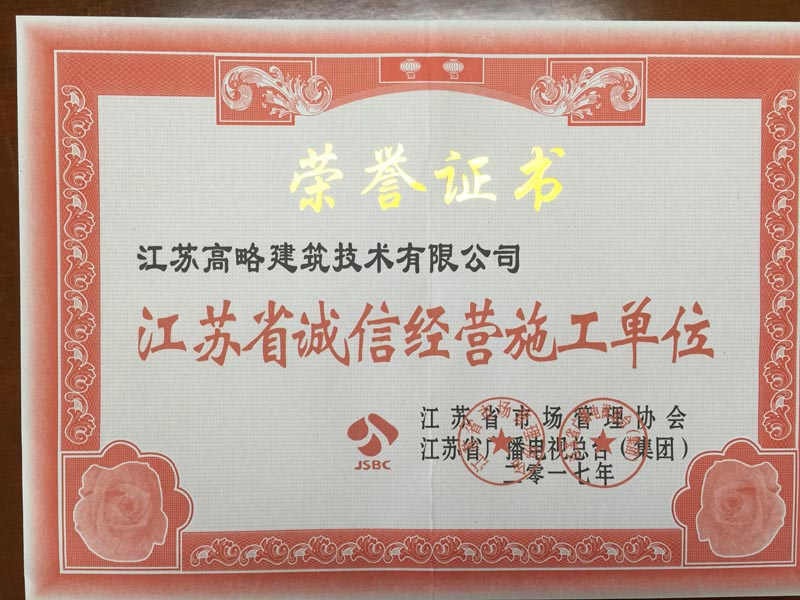 荣誉证书
江苏高略建筑技术有限公司
江苏省诚信经营施工单位
JSBC
江苏省市场管理协会
江苏省广播电视总台（集团）
二零一七年